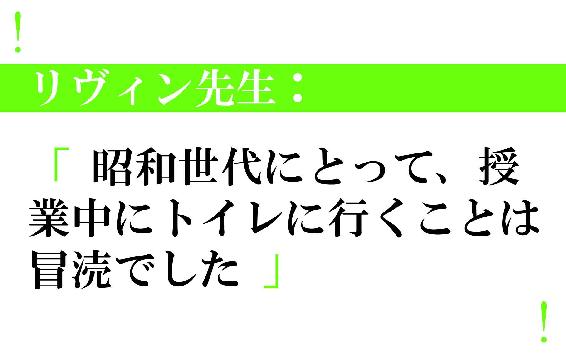 !
リヴィン先生：
「 昭和世代にとって、授
業中にトイレに行くことは
冒涜でした 」
!